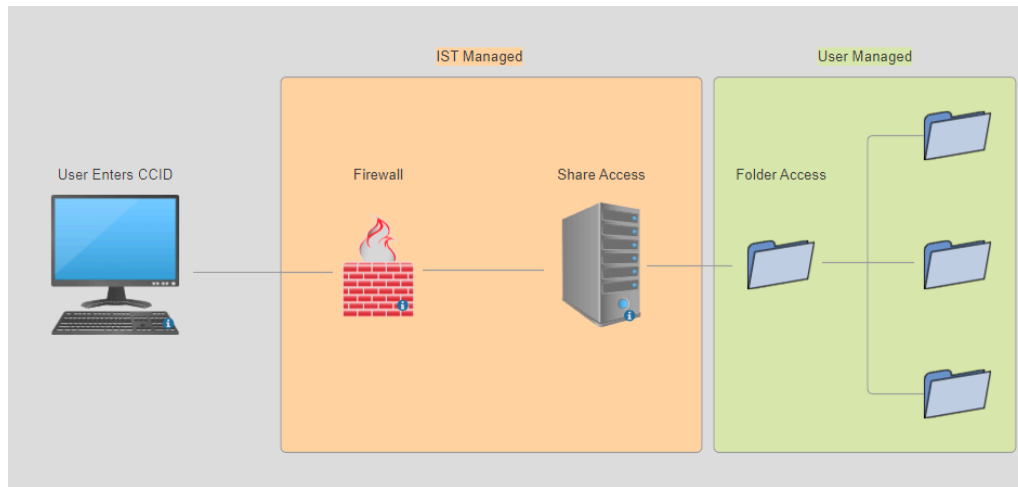 IST Managed
User Managed
User Enters CCID
Firewall
Share Access
Folder Access